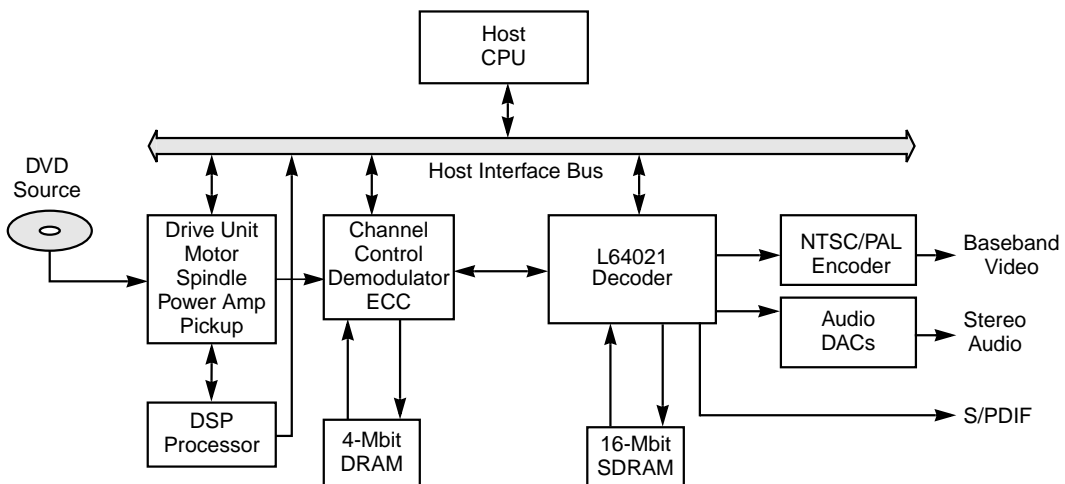 Host
CPU
Host Interface Bus
DVD
Source
Drive Unit
Motor
Spindle
Power Amp
Pickup
Channel
Control
Demodulator
ECC
L64021
Decoder
NTSC/PAL
Encoder
Baseband
Video
Audio
DACs
Stereo
Audio
S/PDIF
DSP
Processor
4-Mbit
DRAM
16-Mbit
SDRAM